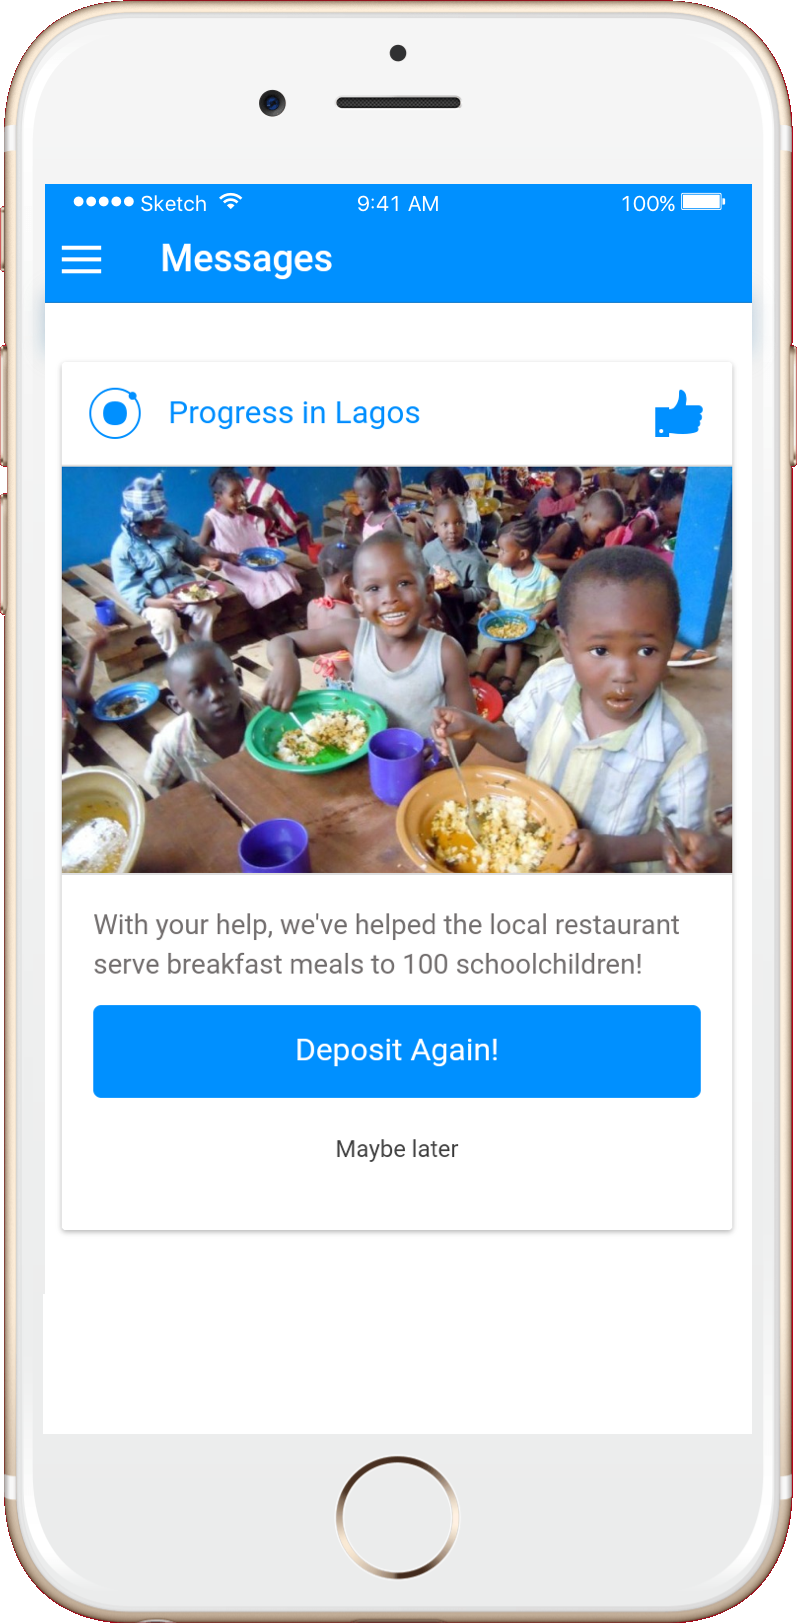 Sketch 9:41 AM 100%
Messages
Progress in Lagos
With your help, we've helped the local restaurant
serve breakfast meals to 100 schoolchildren!
Deposit Again!
Maybe later